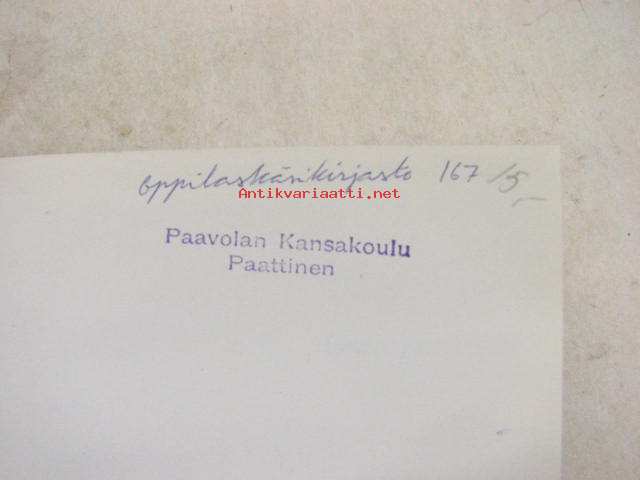 oppilaskäsikirjasto 167 /5,-
Antikvariaatti.net
Paavolan Kansakoulu
Paattinen